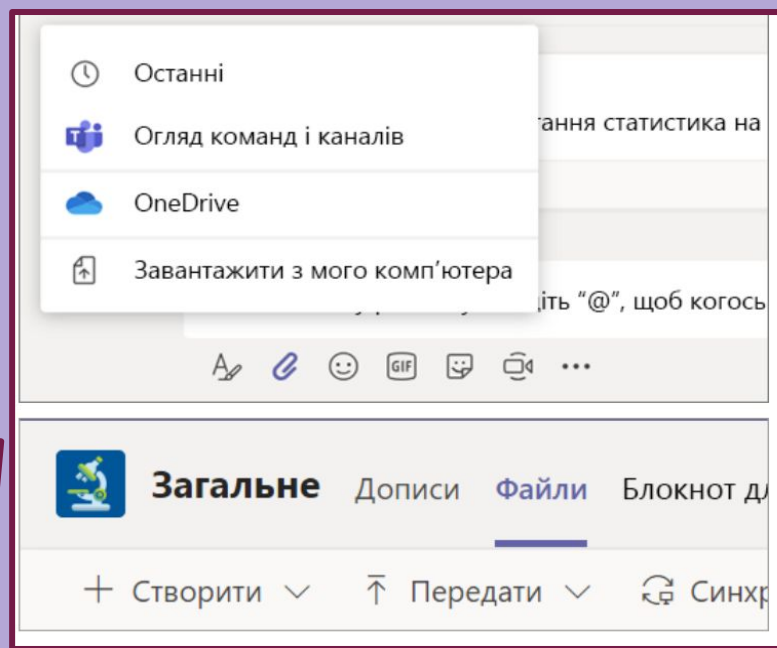 Останні
Огляд команд і каналів
тання статистика на
OneDrive
Завантажити з мого комп’ютера
іть “@”, щоб когось
GIF
Загальне Дописи Файли Блокнот
Створити Передати